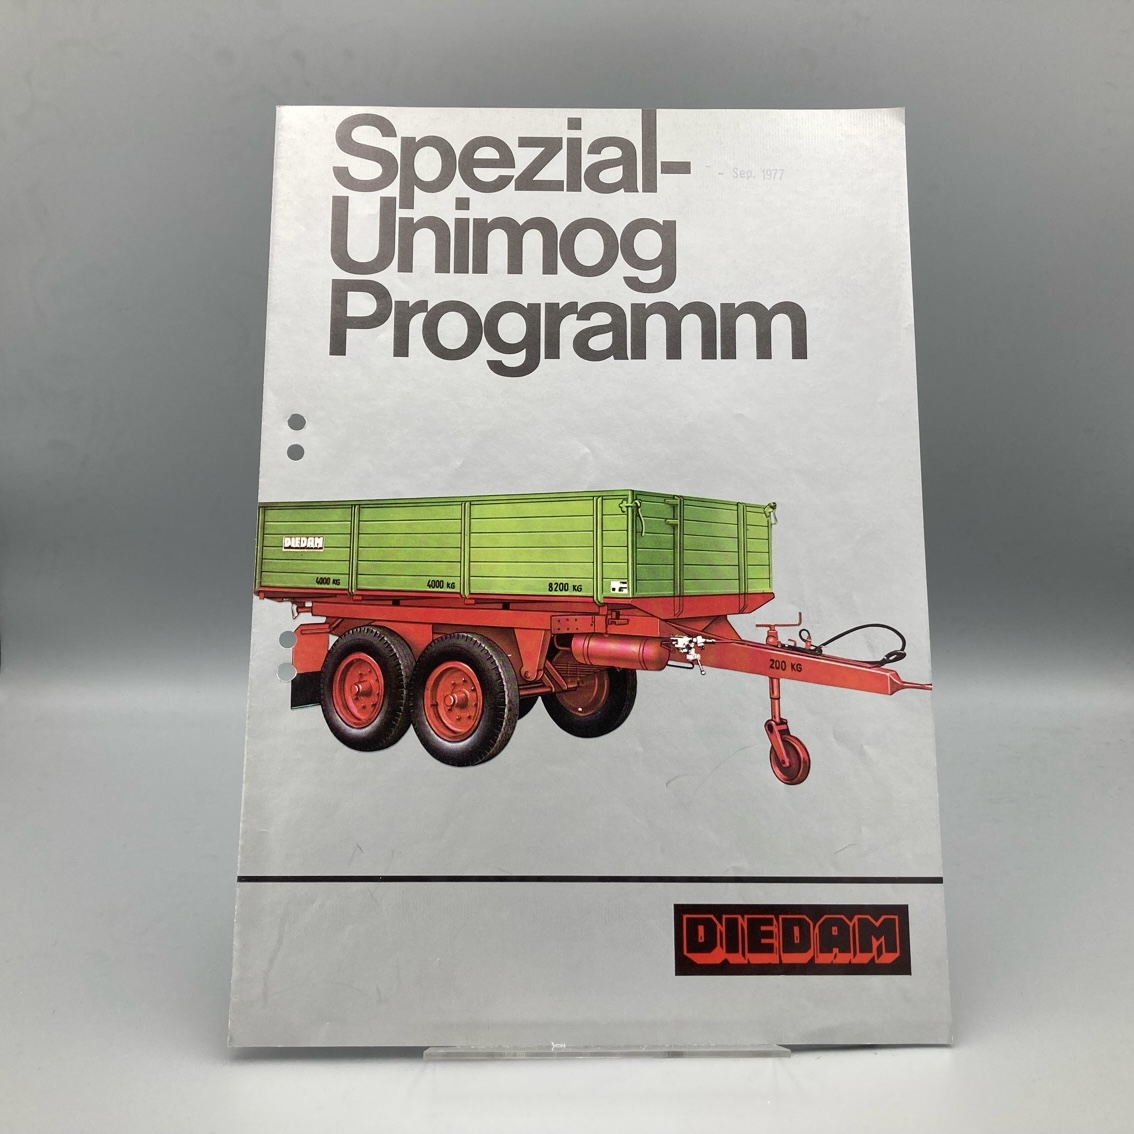 Spezial-
Unimog
Programm
- Sep. 1977
DIEDAM
4000 KG
4000 KG
8200 KG
200 KG
DIEDAM